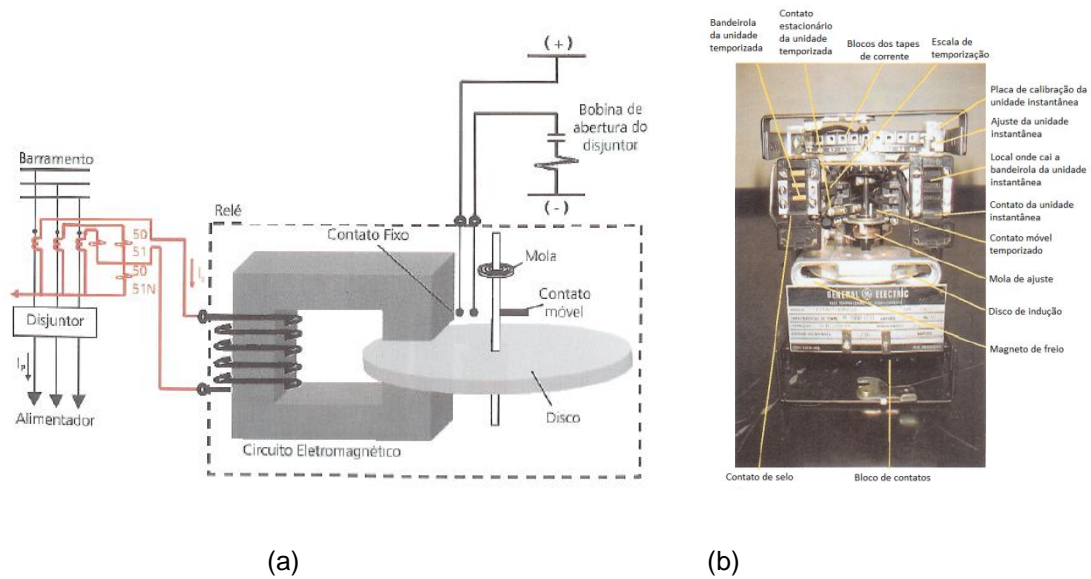 Bandeirola
da unidade
temporizada
Contato
estacionário
da unidade
temporizada
Blocos dos tapes
de corrente
Escala de
temporização
Placa de calibração da
unidade instantânea
Ajuste da unidade
instantânea
Local onde cai a
bandeirola da unidade
instantânea
Contato da unidade
instantânea
Contato móvel
temporizado
Mola de ajuste
GENERAL ELECTRIC
Disco de indução
Magneto de freio
Contato de selo
Bloco de contatos
(+)
Bobina de
abertura do
disjuntor
(-)
Barramento
50
51
50
51N
Disjuntor
Ip
Alimentador
Relé
Contato Fixo
Mola
Contato
móvel
Disco
Circuito Eletromagnético
(a)
(b)